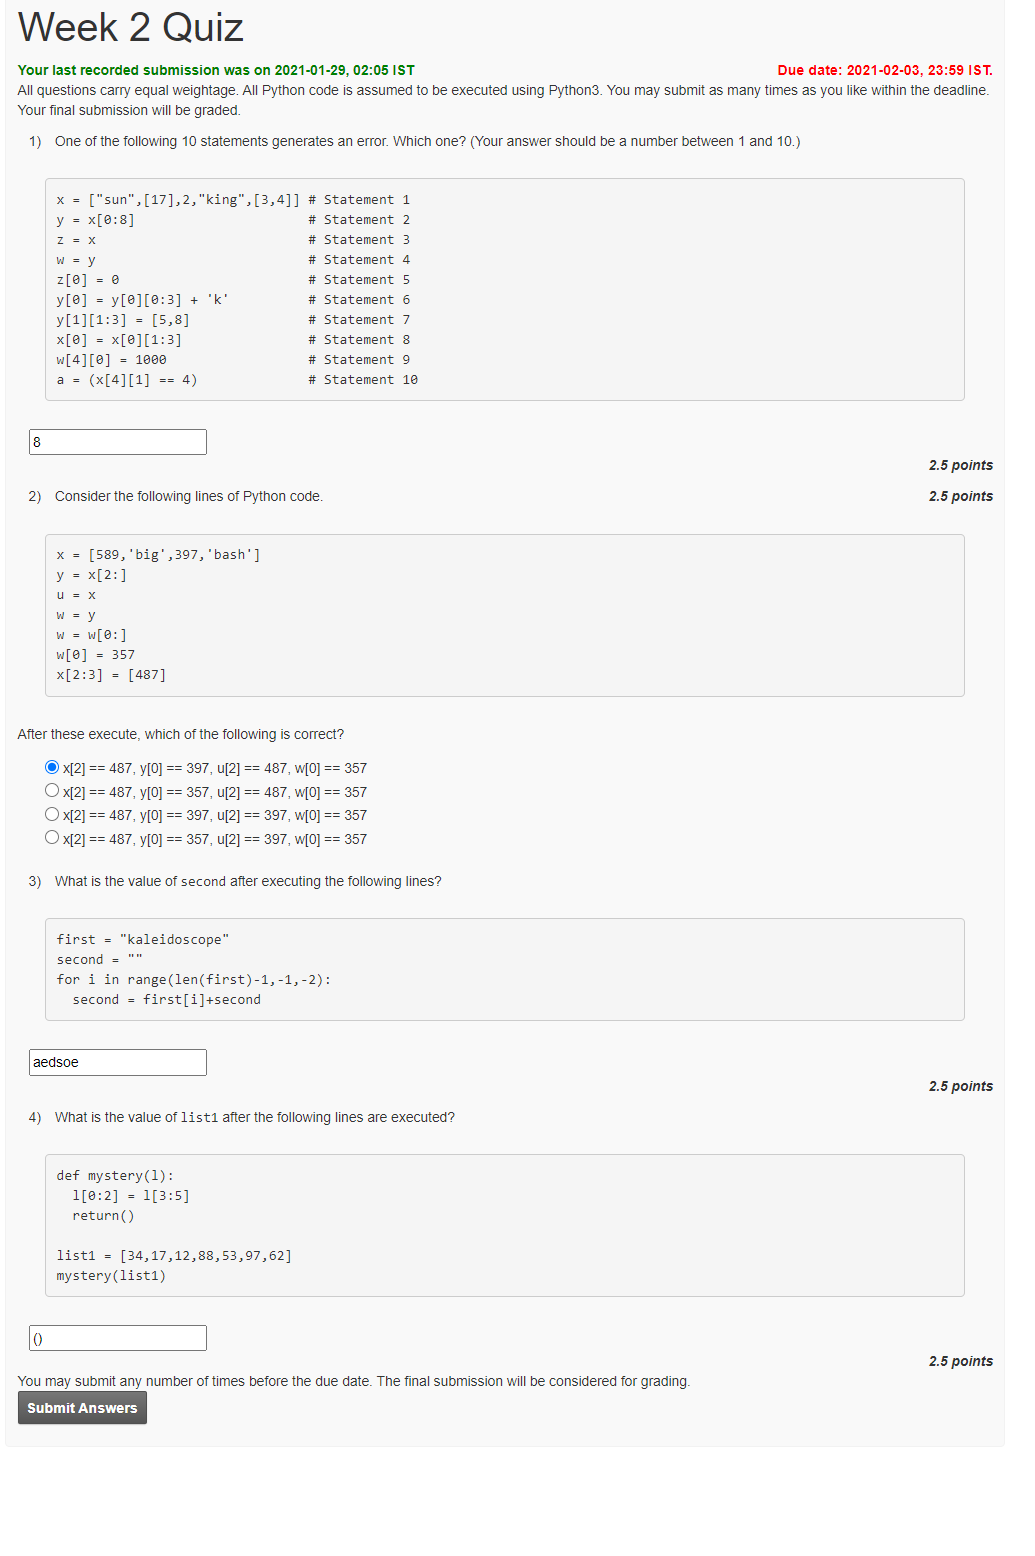 Week 2 Quiz
Your last recorded submission was on 2021-01-29, 02:05 IST Due date: 2021-02-03, 23:59 IST.
All questions carry equal weightage. All Python code is assumed to be executed using Python3. You may submit as many times as you like within the deadline.
Your final submission will be graded.
1) One of the following 10 statements generates an error. Which one? (Your answer should be a number between 1 and 10.)
x = ["sun",[17],2,"king",[3,4]] # Statement 1
y = x[0:8] # Statement 2
z = x # Statement 3
w = y # Statement 4
z[0] = 0 # Statement 5
y[0] = y[0][0:3] + 'k' # Statement 6
y[1][1:3] = [5,8] # Statement 7
x[0] = x[0][1:3] # Statement 8
w[4][0] = 1000 # Statement 9
a = (x[4][1] == 4) # Statement 10
8
2.5 points
2) Consider the following lines of Python code. 2.5 points
x = [589,'big',397,'bash']
y = x[2:]
u = x
w = y
w = w[0:]
w[0] = 357
x[2:3] = [487]
After these execute, which of the following is correct?
x[2] == 487, y[0] == 397, u[2] == 487, w[0] == 357
x[2] == 487, y[0] == 357, u[2] == 487, w[0] == 357
x[2] == 487, y[0] == 397, u[2] == 397, w[0] == 357
x[2] == 487, y[0] == 357, u[2] == 397, w[0] == 357
3) What is the value of second after executing the following lines?
first = "kaleidoscope"
second = ""
for i in range(len(first)-1,-1,-2):
second = first[i]+second
aedsoe
2.5 points
4) What is the value of list1 after the following lines are executed?
def mystery(l):
l[0:2] = l[3:5]
return()
list1 = [34,17,12,88,53,97,62]
mystery(list1)
()
2.5 points
You may submit any number of times before the due date. The final submission will be considered for grading.
Submit Answers